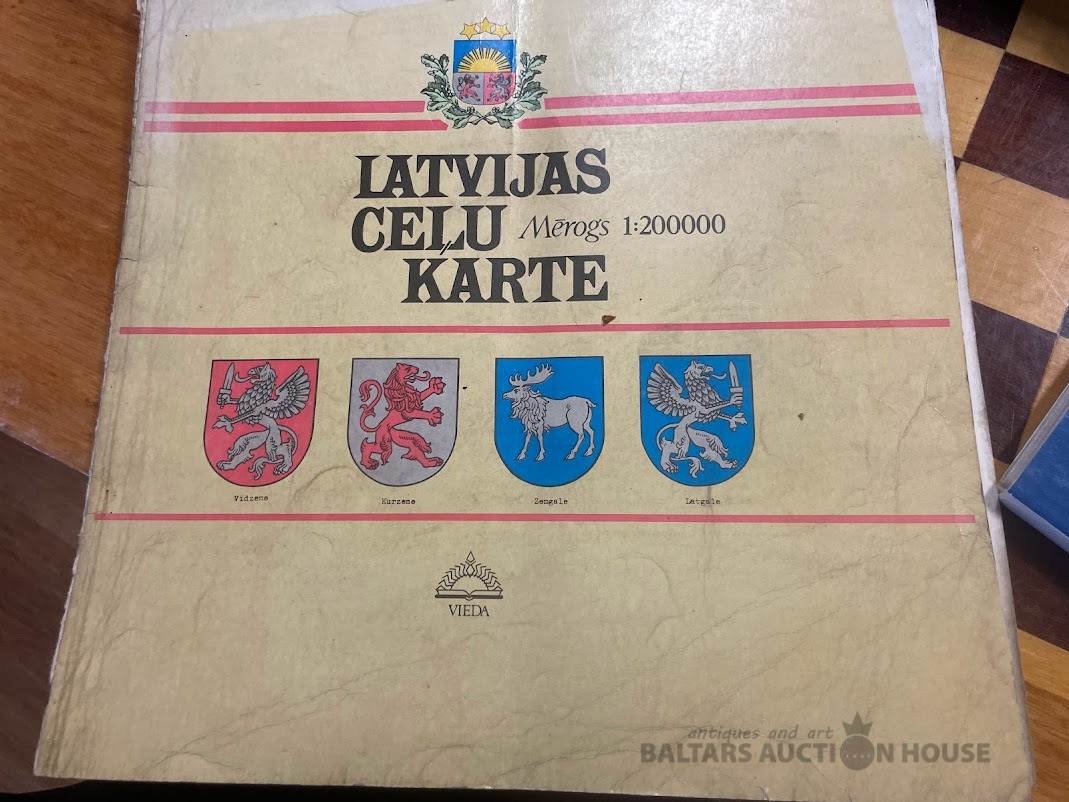 LATVIJAS
CEĻU Mērogs 1:200000
KARTE
Vidzeme
Kurzeme
Zemgale
Latgale
VIEDA
antiques and art
BALTARS AUCTION HOUSE